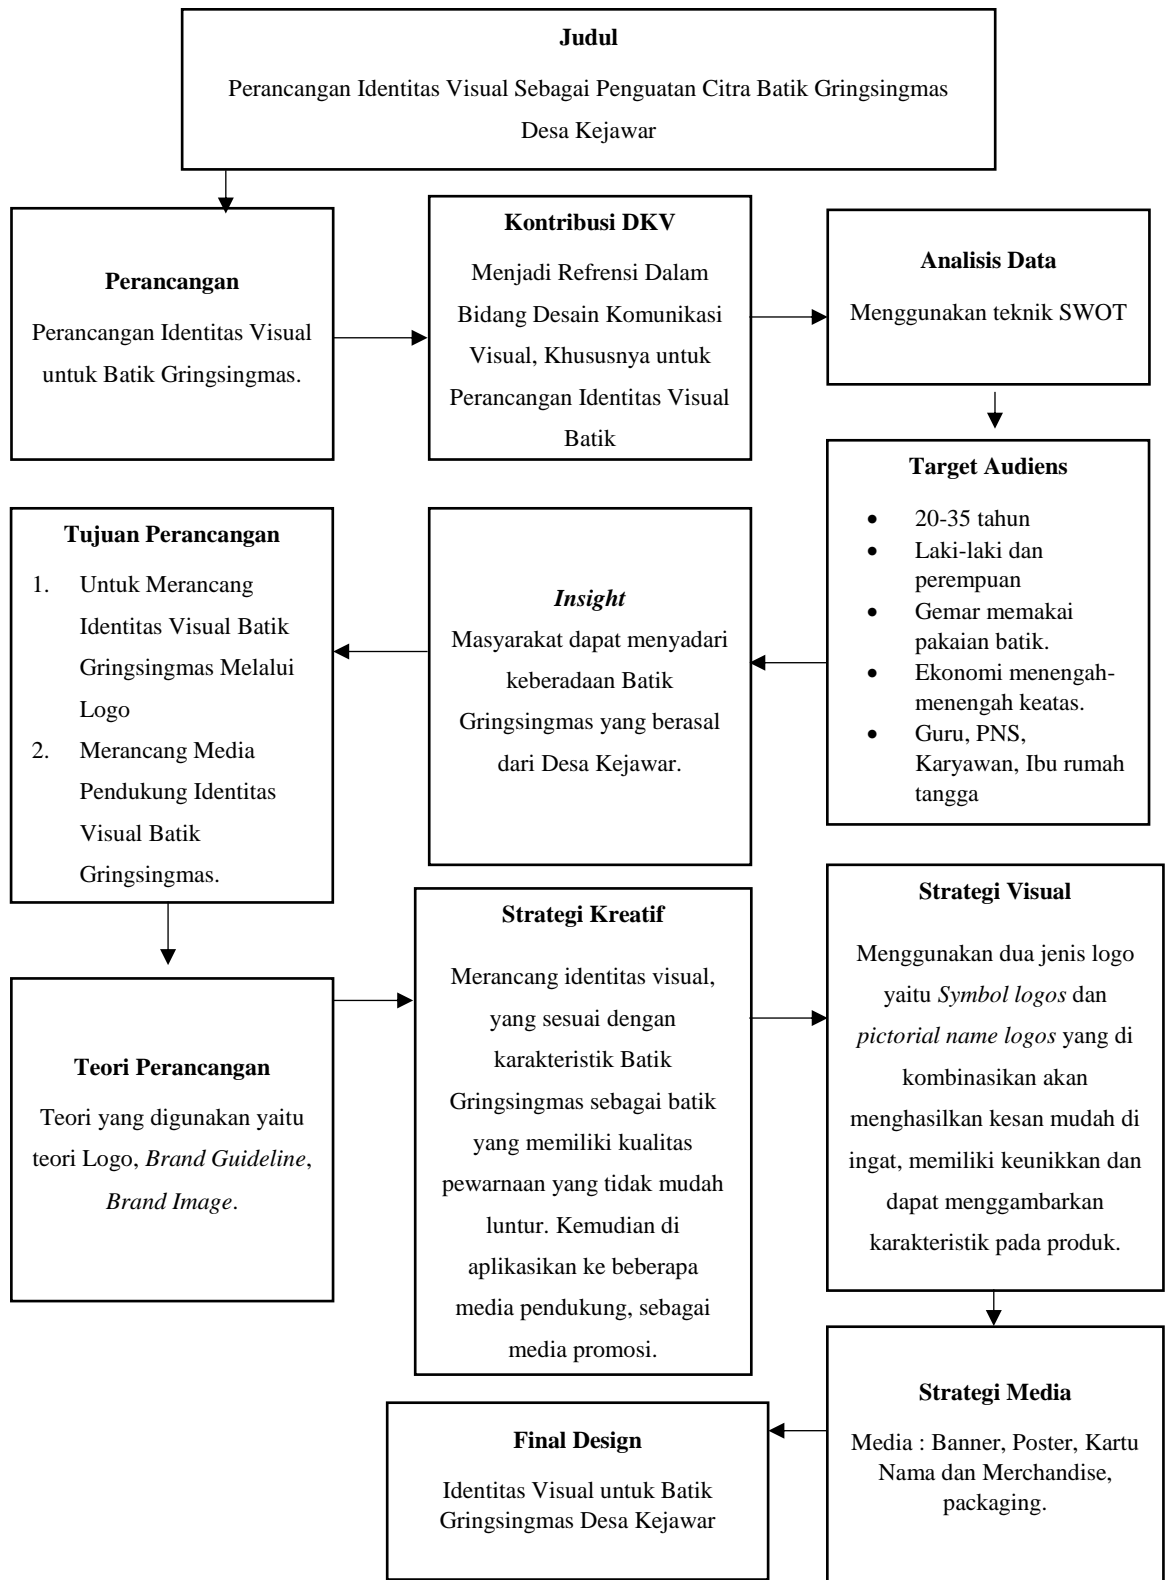 Judul
Perancangan Identitas Visual Sebagai Penguatan Citra Batik Gringsingmas
Desa Kejawar
Perancangan
Perancangan Identitas Visual
untuk Batik Gringsingmas.
Kontribusi DKV
Menjadi Refrensi Dalam
Bidang Desain Komunikasi
Visual, Khususnya untuk
Perancangan Identitas Visual
Batik
Analisis Data
Menggunakan teknik SWOT
Target Audiens
• 20-35 tahun
• Laki-laki dan
perempuan
• Gemar memakai
pakaian batik.
• Ekonomi menengah-
menengah keatas.
• Guru, PNS,
Karyawan, Ibu rumah
tangga
Insight
Masyarakat dapat menyadari
keberadaan Batik
Gringsingmas yang berasal
dari Desa Kejawar.
Tujuan Perancangan
1. Untuk Merancang
Identitas Visual Batik
Gringsingmas Melalui
Logo
2. Merancang Media
Pendukung Identitas
Visual Batik
Gringsingmas.
Teori Perancangan
Teori yang digunakan yaitu
teori Logo, Brand Guideline,
Brand Image.
Strategi Kreatif
Merancang identitas visual,
yang sesuai dengan
karakteristik Batik
Gringsingmas sebagai batik
yang memiliki kualitas
pewarnaan yang tidak mudah
luntur. Kemudian di
aplikasikan ke beberapa
media pendukung, sebagai
media promosi.
Strategi Visual
Menggunakan dua jenis logo
yaitu Symbol logos dan
pictorial name logos yang di
kombinasikan akan
menghasilkan kesan mudah di
ingat, memiliki keunikkan dan
dapat menggambarkan
karakteristik pada produk.
Strategi Media
Media : Banner, Poster, Kartu
Nama dan Merchandise,
packaging.
Final Design
Identitas Visual untuk Batik
Gringsingmas Desa Kejawar